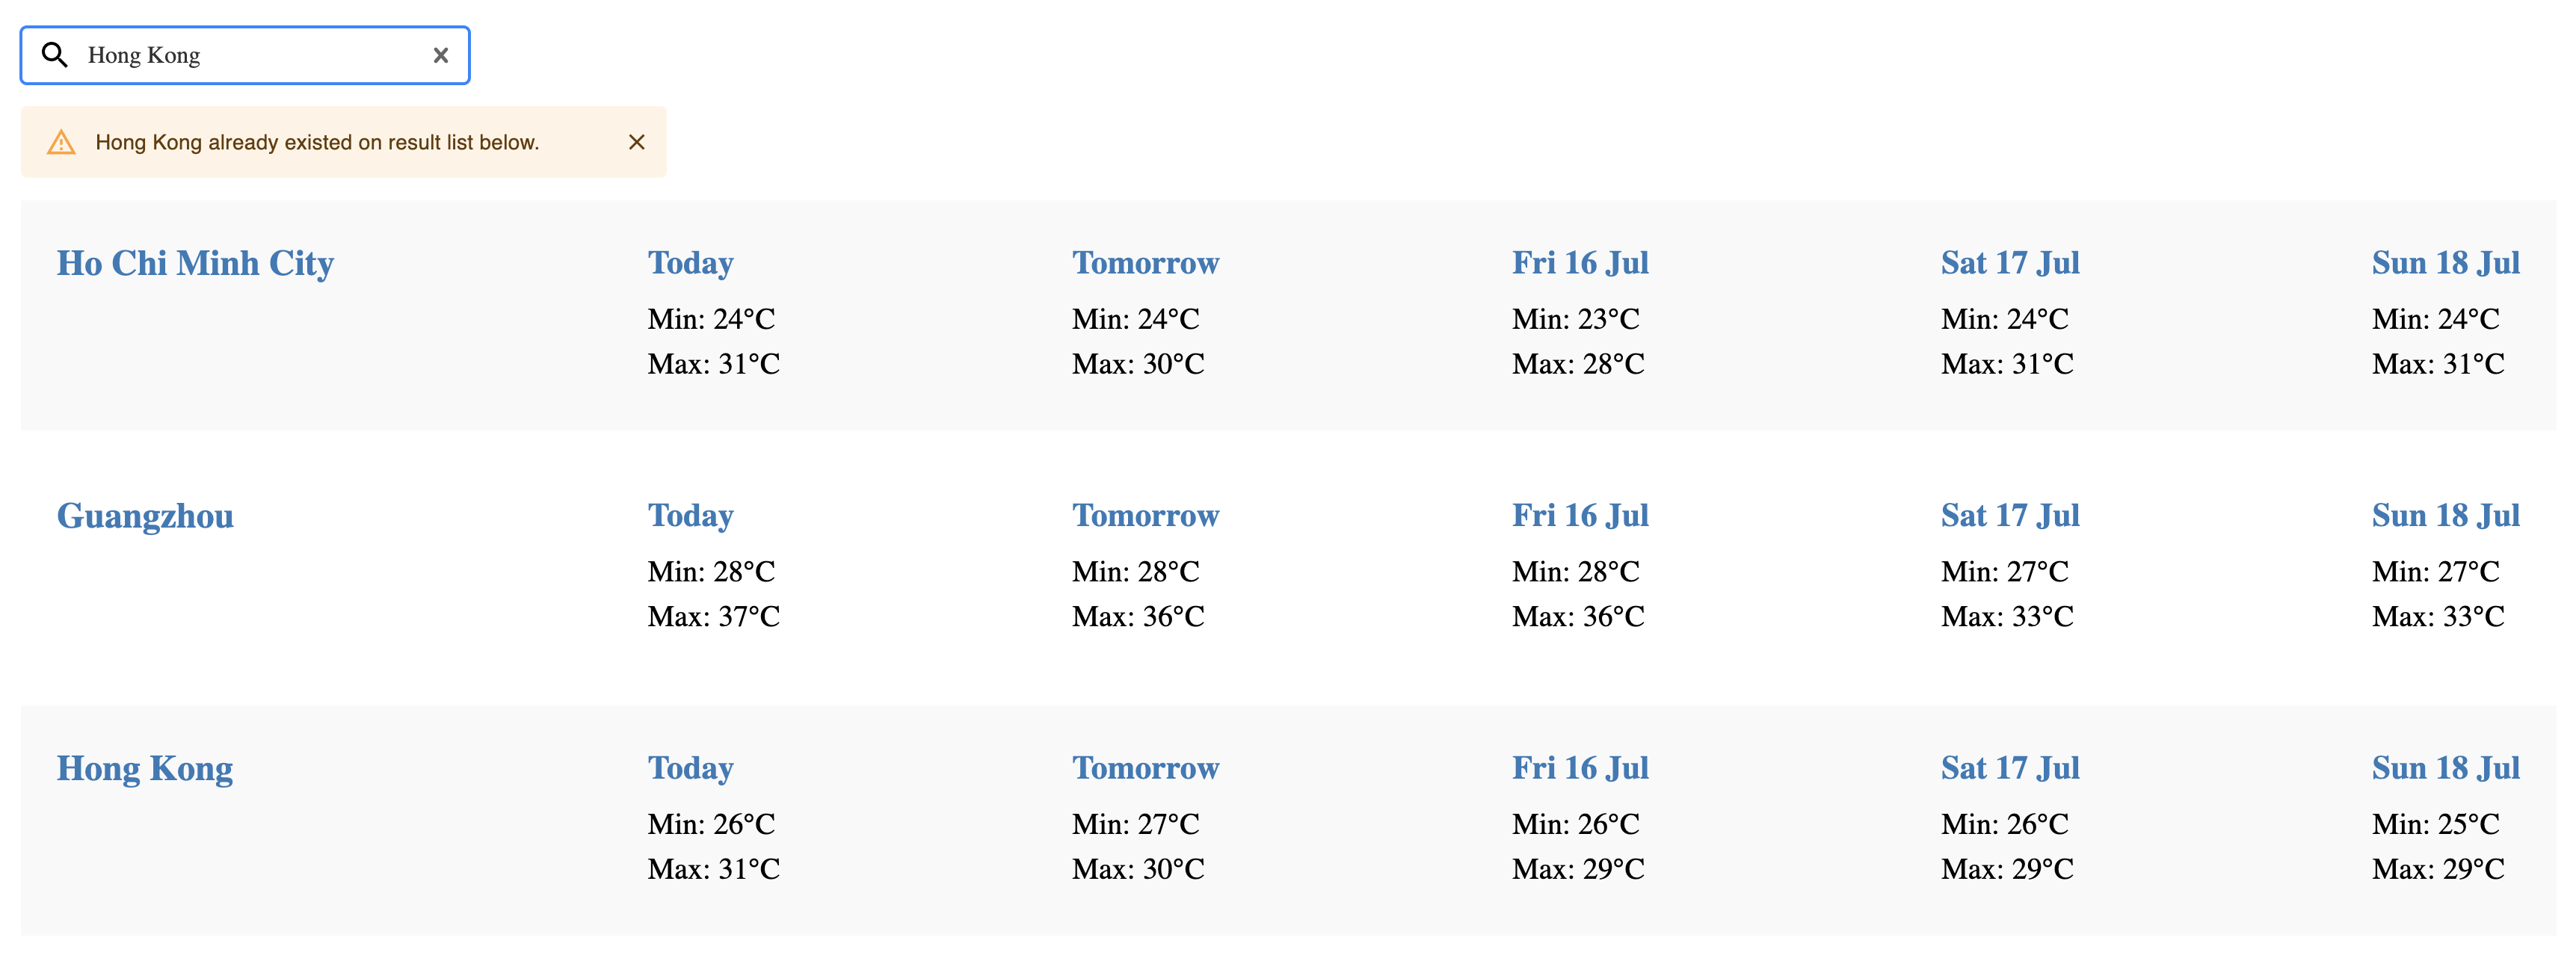 Hong Kong
Hong Kong already existed on result list below.
Ho Chi Minh City Today Tomorrow Fri 16 Jul Sat 17 Jul Sun 18 Jul
Min: 24°C Min: 24°C Min: 23°C Min: 24°C Min: 24°C
Max: 31°C Max: 30°C Max: 28°C Max: 31°C Max: 31°C
Guangzhou Today Tomorrow Fri 16 Jul Sat 17 Jul Sun 18 Jul
Min: 28°C Min: 28°C Min: 28°C Min: 27°C Min: 27°C
Max: 37°C Max: 36°C Max: 36°C Max: 33°C Max: 33°C
Hong Kong Today Tomorrow Fri 16 Jul Sat 17 Jul Sun 18 Jul
Min: 26°C Min: 27°C Min: 26°C Min: 26°C Min: 25°C
Max: 31°C Max: 30°C Max: 29°C Max: 29°C Max: 29°C